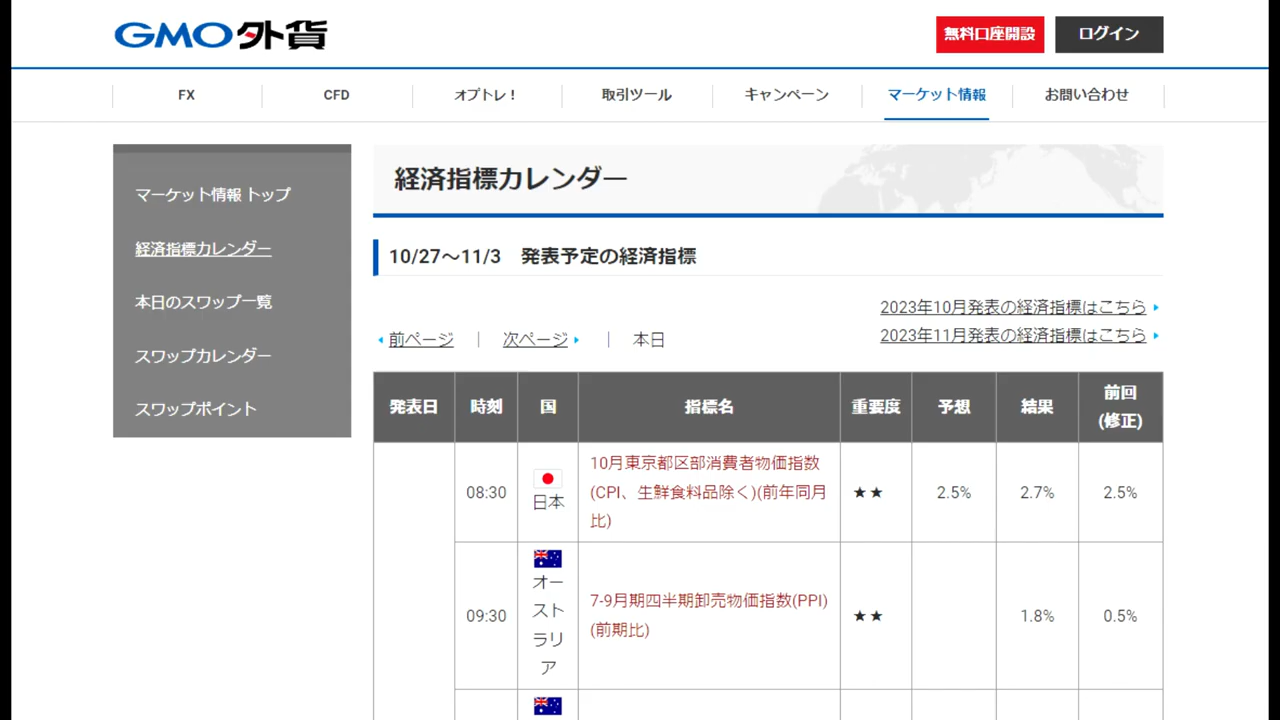 GMO外貨
無料口座開設
ログイン
FX
CFD
オプトレ！
取引ツール
キャンペーン
マーケット情報
お問い合わせ
マーケット情報 トップ
経済指標カレンダー
本日のスワップ一覧
スワップカレンダー
スワップポイント
経済指標カレンダー
10/27～11/3　発表予定の経済指標
2023年10月発表の経済指標はこちら
2023年11月発表の経済指標はこちら
前ページ ｜ 次ページ ｜ 本日
発表日 時刻 国 指標名 重要度 予想 結果 前回
(修正)
08:30
日本
10月東京都区部消費者物価指数
(CPI、生鮮食料品除く)(前年同月
比)
★★
2.5%
2.7%
2.5%
09:30
オー
スト
ラリ
ア
7-9月期四半期卸売物価指数(PPI)
(前期比)
★★
1.8%
0.5%